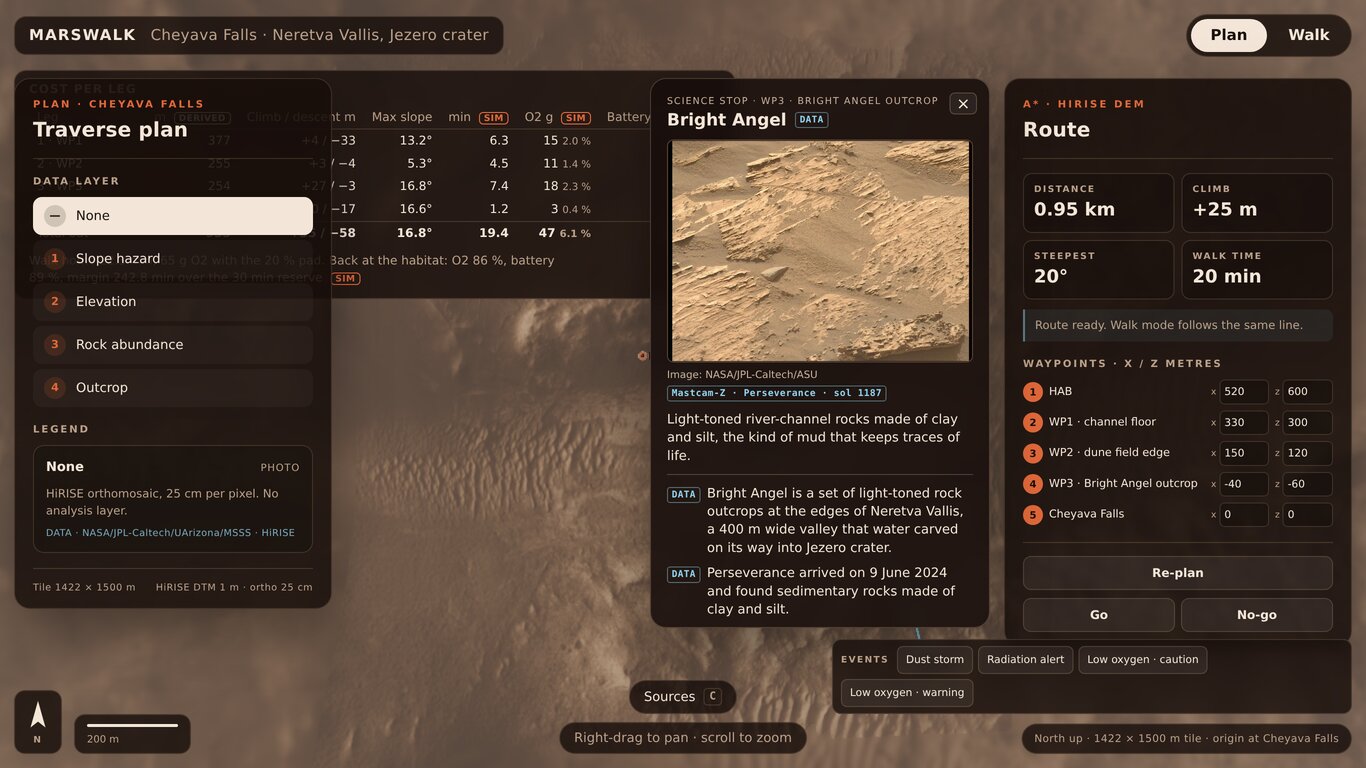 MARSWALK Cheyava Falls · Neretva Vallis, Jezero crater
Plan Walk
COST PER LEG
m DERIVED Climb / descent m Max slope min SIM O2 g SIM Battery
1 · WP1 377 +4 / −33 13.2° 6.3 15 2.0 %
2 · WP2 255 +3 / −4 5.3° 4.5 11 1.4 %
254 +27 / −3 16.8° 7.4 18 2.3 %
/ −17 16.6° 1.2 3 0.4 %
/ −58 16.8° 19.4 47 6.1 %
g O2 with the 20 % pad. Back at the habitat: O2 86 %, battery
89 %, margin 242.8 min over the 30 min reserve SIM
PLAN · CHEYAVA FALLS
Traverse plan
DATA LAYER
— None
1 Slope hazard
2 Elevation
3 Rock abundance
4 Outcrop
LEGEND
None PHOTO
HiRISE orthomosaic, 25 cm per pixel. No
analysis layer.
DATA · NASA/JPL-Caltech/UArizona/MSSS · HiRISE
Tile 1422 × 1500 m HiRISE DTM 1 m · ortho 25 cm
N
200 m
4
SCIENCE STOP · WP3 · BRIGHT ANGEL OUTCROP
Bright Angel DATA
Image: NASA/JPL-Caltech/ASU
Mastcam-Z · Perseverance · sol 1187
Light-toned river-channel rocks made of clay
and silt, the kind of mud that keeps traces of
life.
DATA Bright Angel is a set of light-toned rock
outcrops at the edges of Neretva Vallis,
a 400 m wide valley that water carved
on its way into Jezero crater.
DATA Perseverance arrived on 9 June 2024
and found sedimentary rocks made of
clay and silt.
A* · HIRISE DEM
Route
DISTANCE
0.95 km
CLIMB
+25 m
STEEPEST
20°
WALK TIME
20 min
Route ready. Walk mode follows the same line.
WAYPOINTS · X / Z METRES
1 HAB x 520 z 600
2 WP1 · channel floor x 330 z 300
3 WP2 · dune field edge x 150 z 120
4 WP3 · Bright Angel outcrop x -40 z -60
5 Cheyava Falls x 0 z 0
Re-plan
Go No-go
EVENTS Dust storm Radiation alert Low oxygen · caution
Low oxygen · warning
Sources C
Right-drag to pan · scroll to zoom
North up · 1422 × 1500 m tile · origin at Cheyava Falls